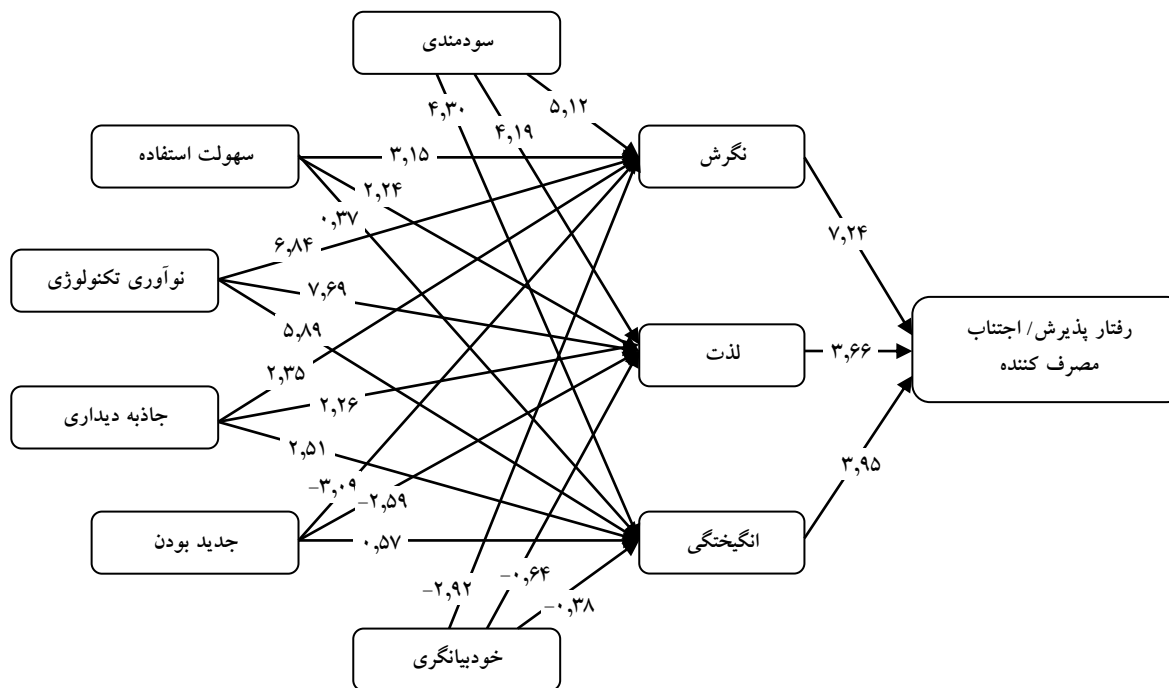 سودمندی
۴,۳۰
۵,۱۲
۴,۱۹
سهولت استفاده
۳,۱۵
نگرش
۲,۲۴
۰,۳۷
۷,۲۴
۶,۸۴
نوآوری تکنولوژی
۷,۶۹
۵,۸۹
رفتار پذیرش/ اجتناب
مصرف کننده
لذت
۳,۶۶
۲,۳۵
۲,۲۶
جاذبه دیداری
۲,۵۱
۳,۹۵
−۳,۰۹
−۲,۵۹
جدید بودن
۰,۵۷
انگیختگی
−۲,۹۲
−۰,۶۴
−۰,۳۸
خودبیانگری